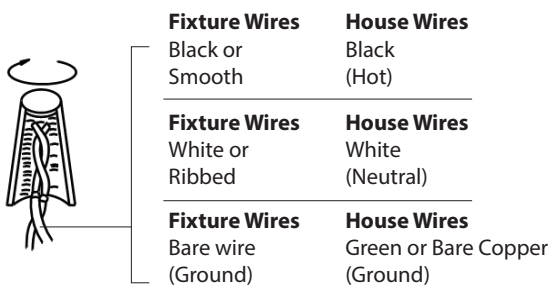 Fixture Wires House Wires
Black or Black
Smooth (Hot)
Fixture Wires House Wires
White or White
Ribbed (Neutral)
Fixture Wires House Wires
Bare wire Green or Bare Copper
(Ground) (Ground)